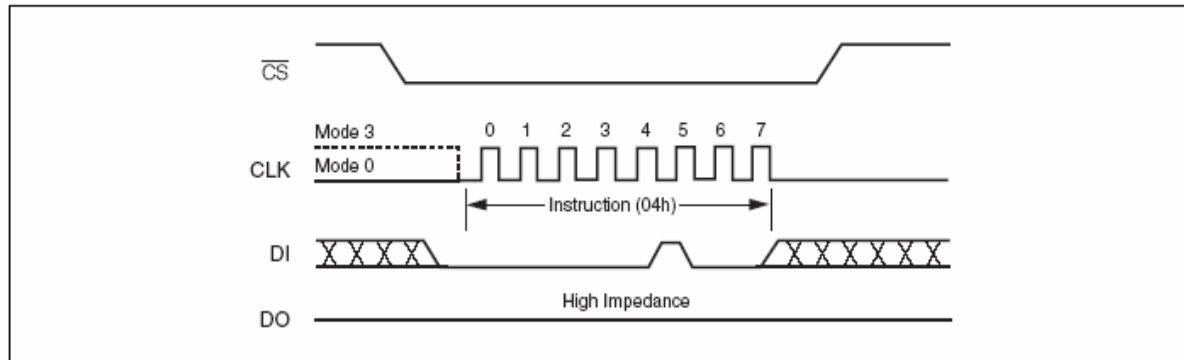 CS
Mode 3
0 1 2 3 4 5 6 7
CLK
Mode 0
Instruction (04h)
DI
High Impedance
DO